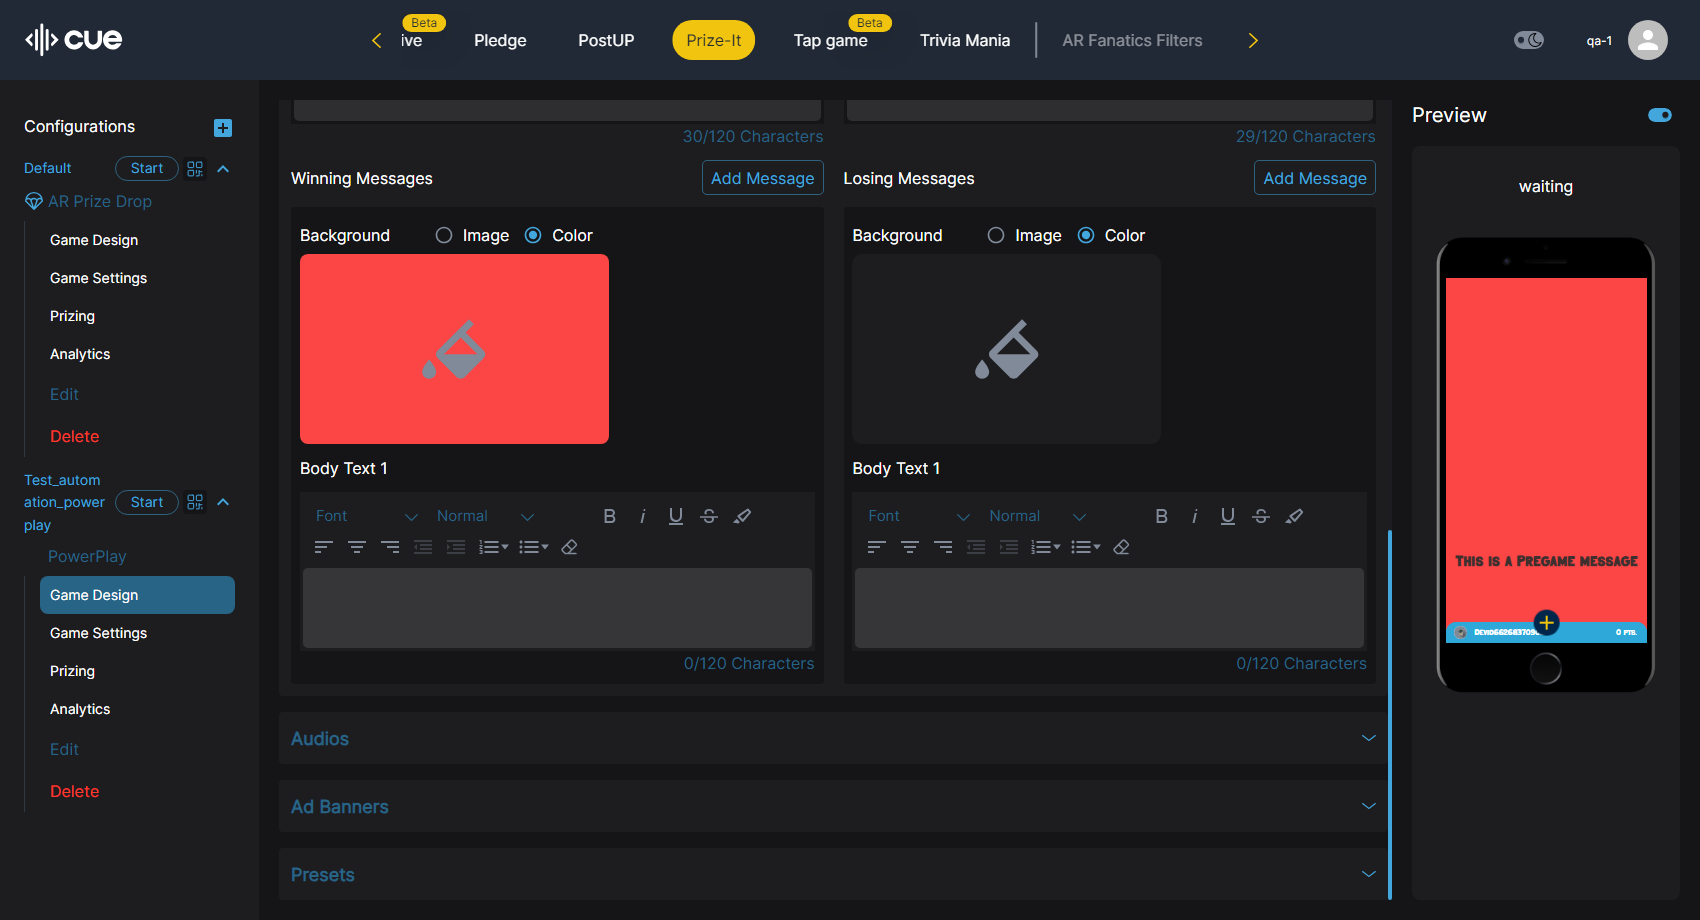 cue
Beta
ive
Pledge
PostUP
Prize-It
Beta
Tap game
Trivia Mania
AR Fanatics Filters
qa-1
Configurations
Default
Start
AR Prize Drop
Game Design
Game Settings
Prizing
Analytics
Edit
Delete
Test_autom
ation_power
play
Start
PowerPlay
Game Design
Game Settings
Prizing
Analytics
Edit
Delete
30/120 Characters
29/120 Characters
Winning Messages
Add Message
Losing Messages
Add Message
Background
Image
Color
Background
Image
Color
Body Text 1
Body Text 1
Font
Normal
B i U S
Font
Normal
B i U S
0/120 Characters
0/120 Characters
Audios
Ad Banners
Presets
Preview
waiting
This is a Pregame message
0 pts.